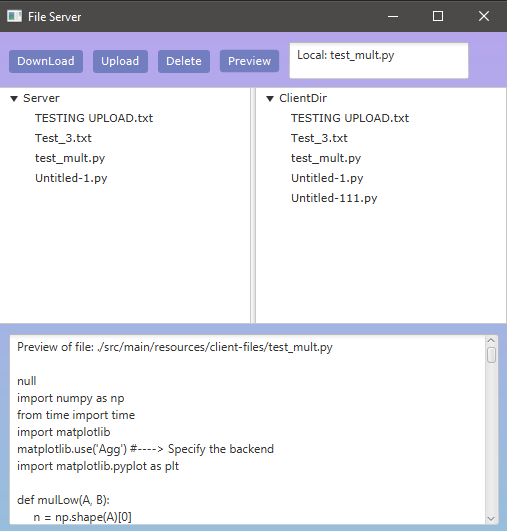 File Server
DownLoad
Upload
Delete
Preview
Local: test_mult.py
Server
TESTING UPLOAD.txt
Test_3.txt
test_mult.py
Untitled-1.py
ClientDir
TESTING UPLOAD.txt
Test_3.txt
test_mult.py
Untitled-1.py
Untitled-111.py
Preview of file: ./src/main/resources/client-files/test_mult.py
null
import numpy as np
from time import time
import matplotlib
matplotlib.use('Agg') #----> Specify the backend
import matplotlib.pyplot as plt
def mulLow(A, B):
n = np.shape(A)[0]